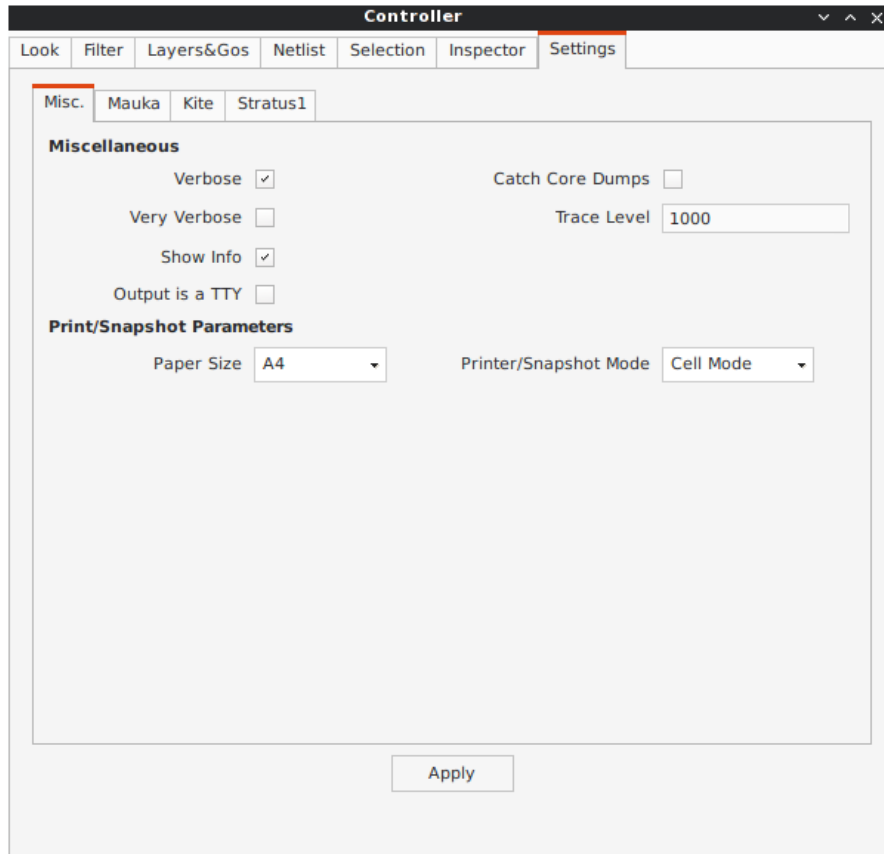 Controller
Look Filter Layers&Gos Netlist Selection Inspector Settings
Misc. Mauka Kite Stratus1
Miscellaneous
Verbose Catch Core Dumps
Very Verbose Trace Level 1000
Show Info
Output is a TTY
Print/Snapshot Parameters
Paper Size A4 Printer/Snapshot Mode Cell Mode
Apply